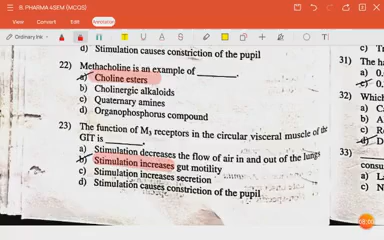 B. PHARMA 4SEM (MCQS)
View Convert Edit Annotate
Ordinary Ink
d) Stimulation causes constriction of the pupil
22) Methacholine is an example of ________.
a) Choline esters
b) Cholinergic alkaloids
c) Quaternary amines
d) Organophosphorus compound
23) The function of M3 receptors in the circular visceral muscle of the
GIT is ________.
a) Stimulation decreases the flow of air in and out of the lungs
b) Stimulation increases gut motility
c) Stimulation increases secretion
d) Stimulation causes constriction of the pupil
c) 0.
31) The ha
a)
c) 0.
32) Which
a) C
b) A
c) R
d) D
33)
consu
a) L
c) N